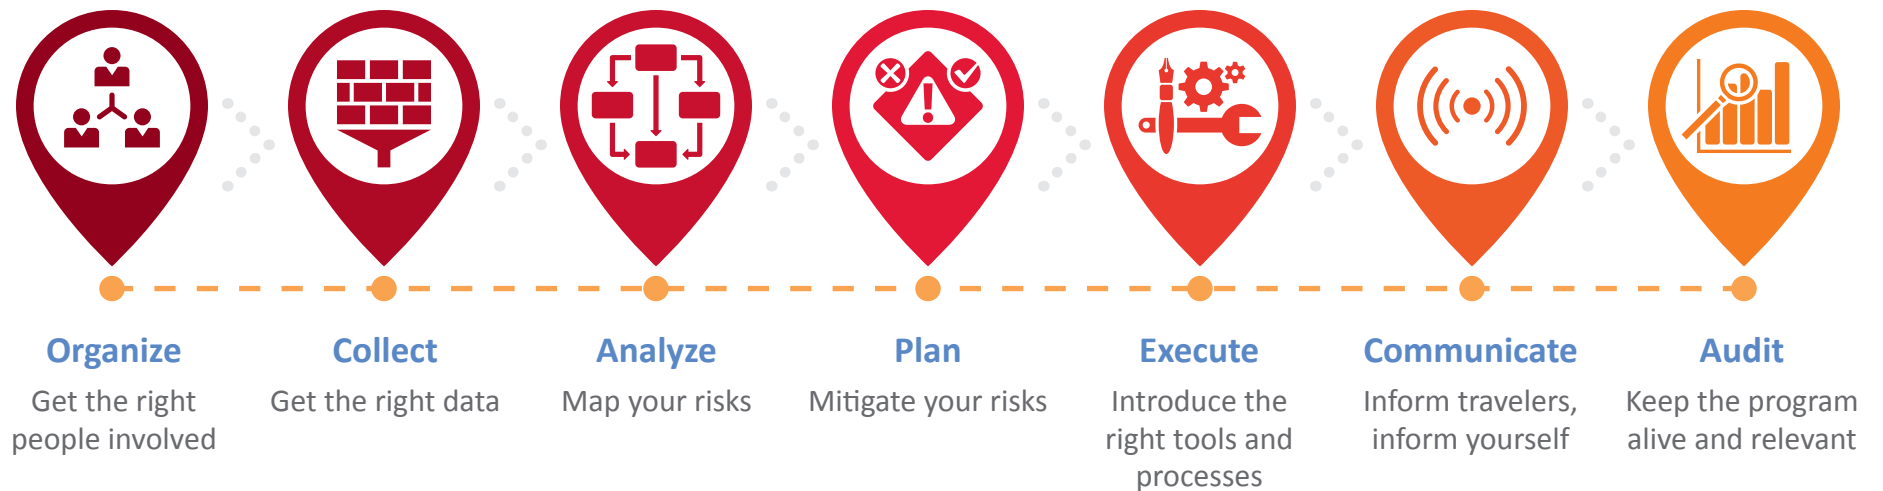 Organize
Get the right
people involved
Collect
Get the right data
Analyze
Map your risks
Plan
Mitigate your risks
Execute
Introduce the
right tools and
processes
Communicate
Inform travelers,
inform yourself
Audit
Keep the program
alive and relevant